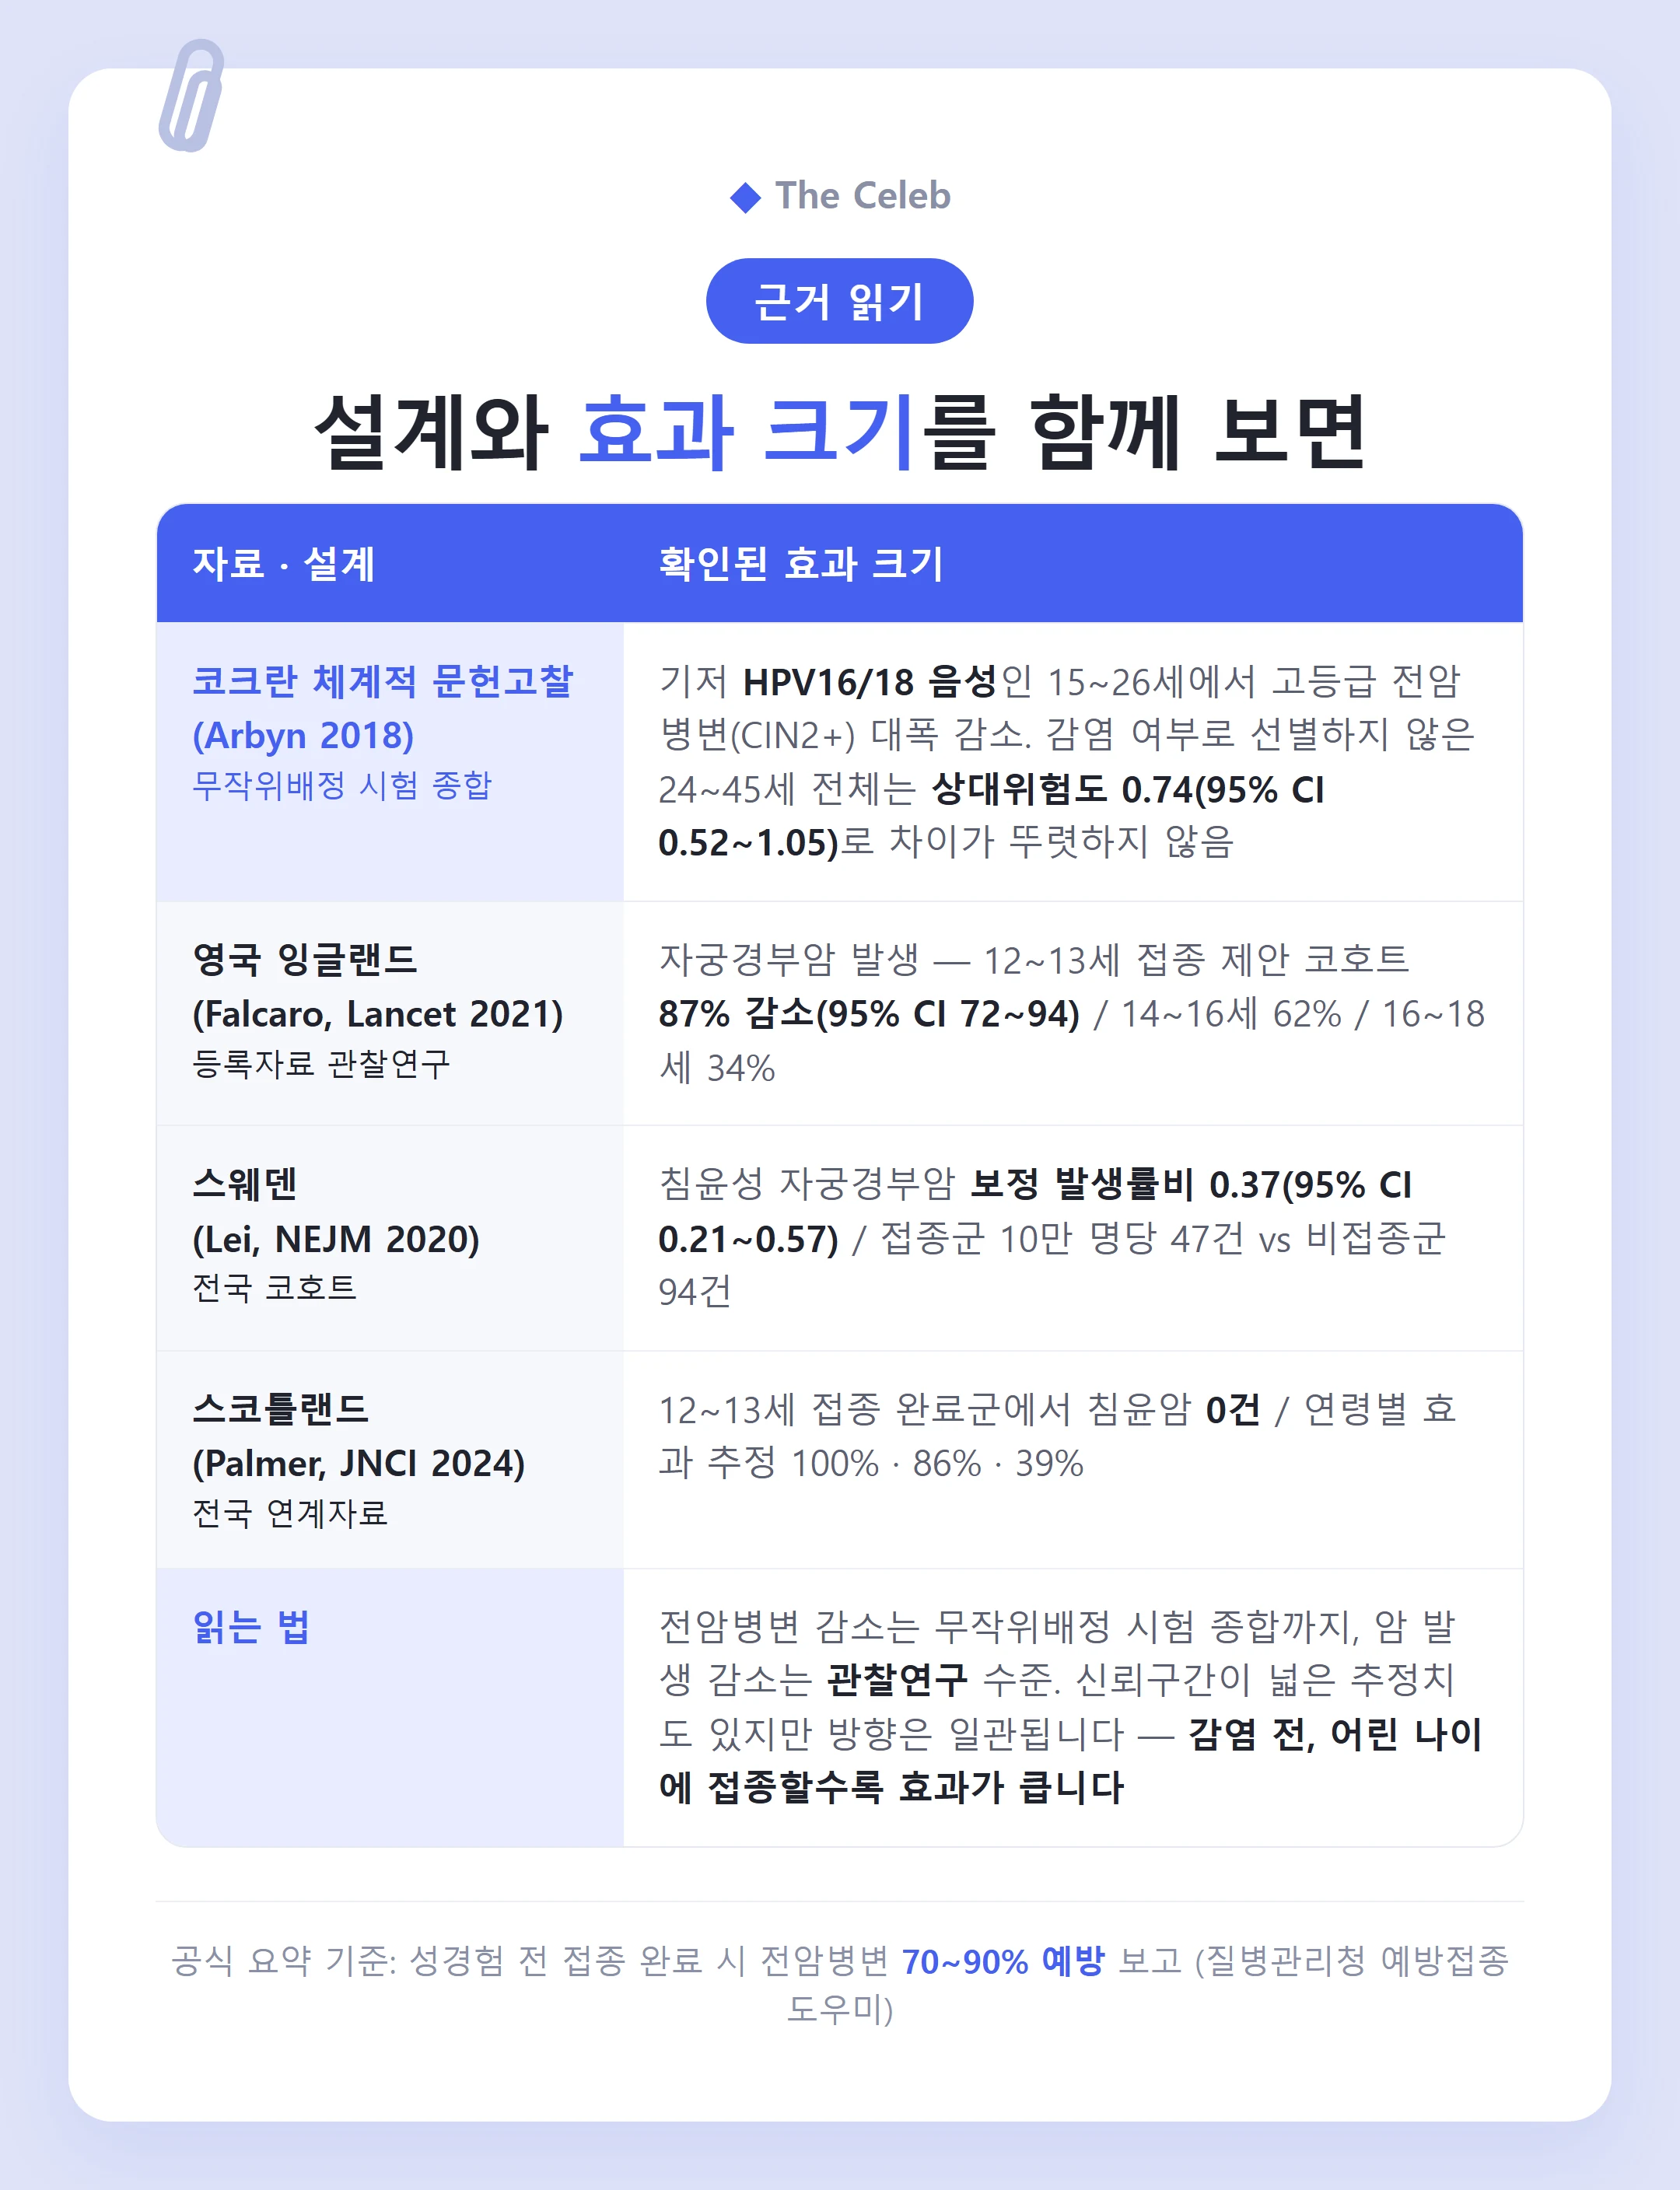 The Celeb
근거 읽기
설계와 효과 크기를 함께 보면
자료 · 설계
확인된 효과 크기
코크란 체계적 문헌고찰
(Arbyn 2018)
무작위배정 시험 종합
기저 HPV16/18 음성인 15~26세에서 고등급 전암
병변(CIN2+) 대폭 감소. 감염 여부로 선별하지 않은
24~45세 전체는 상대위험도 0.74(95% CI
0.52~1.05)로 차이가 뚜렷하지 않음
영국 잉글랜드
(Falcaro, Lancet 2021)
등록자료 관찰연구
자궁경부암 발생 — 12~13세 접종 제안 코호트
87% 감소(95% CI 72~94) / 14~16세 62% / 16~18
세 34%
스웨덴
(Lei, NEJM 2020)
전국 코호트
침윤성 자궁경부암 보정 발생률비 0.37(95% CI
0.21~0.57) / 접종군 10만 명당 47건 vs 비접종군
94건
스코틀랜드
(Palmer, JNCI 2024)
전국 연계자료
12~13세 접종 완료군에서 침윤암 0건 / 연령별 효
과 추정 100% · 86% · 39%
읽는 법
전암병변 감소는 무작위배정 시험 종합까지, 암 발
생 감소는 관찰연구 수준. 신뢰구간이 넓은 추정치
도 있지만 방향은 일관됩니다 — 감염 전, 어린 나이
에 접종할수록 효과가 큽니다
공식 요약 기준: 성경험 전 접종 완료 시 전암병변 70~90% 예방 보고 (질병관리청 예방접종
도우미)